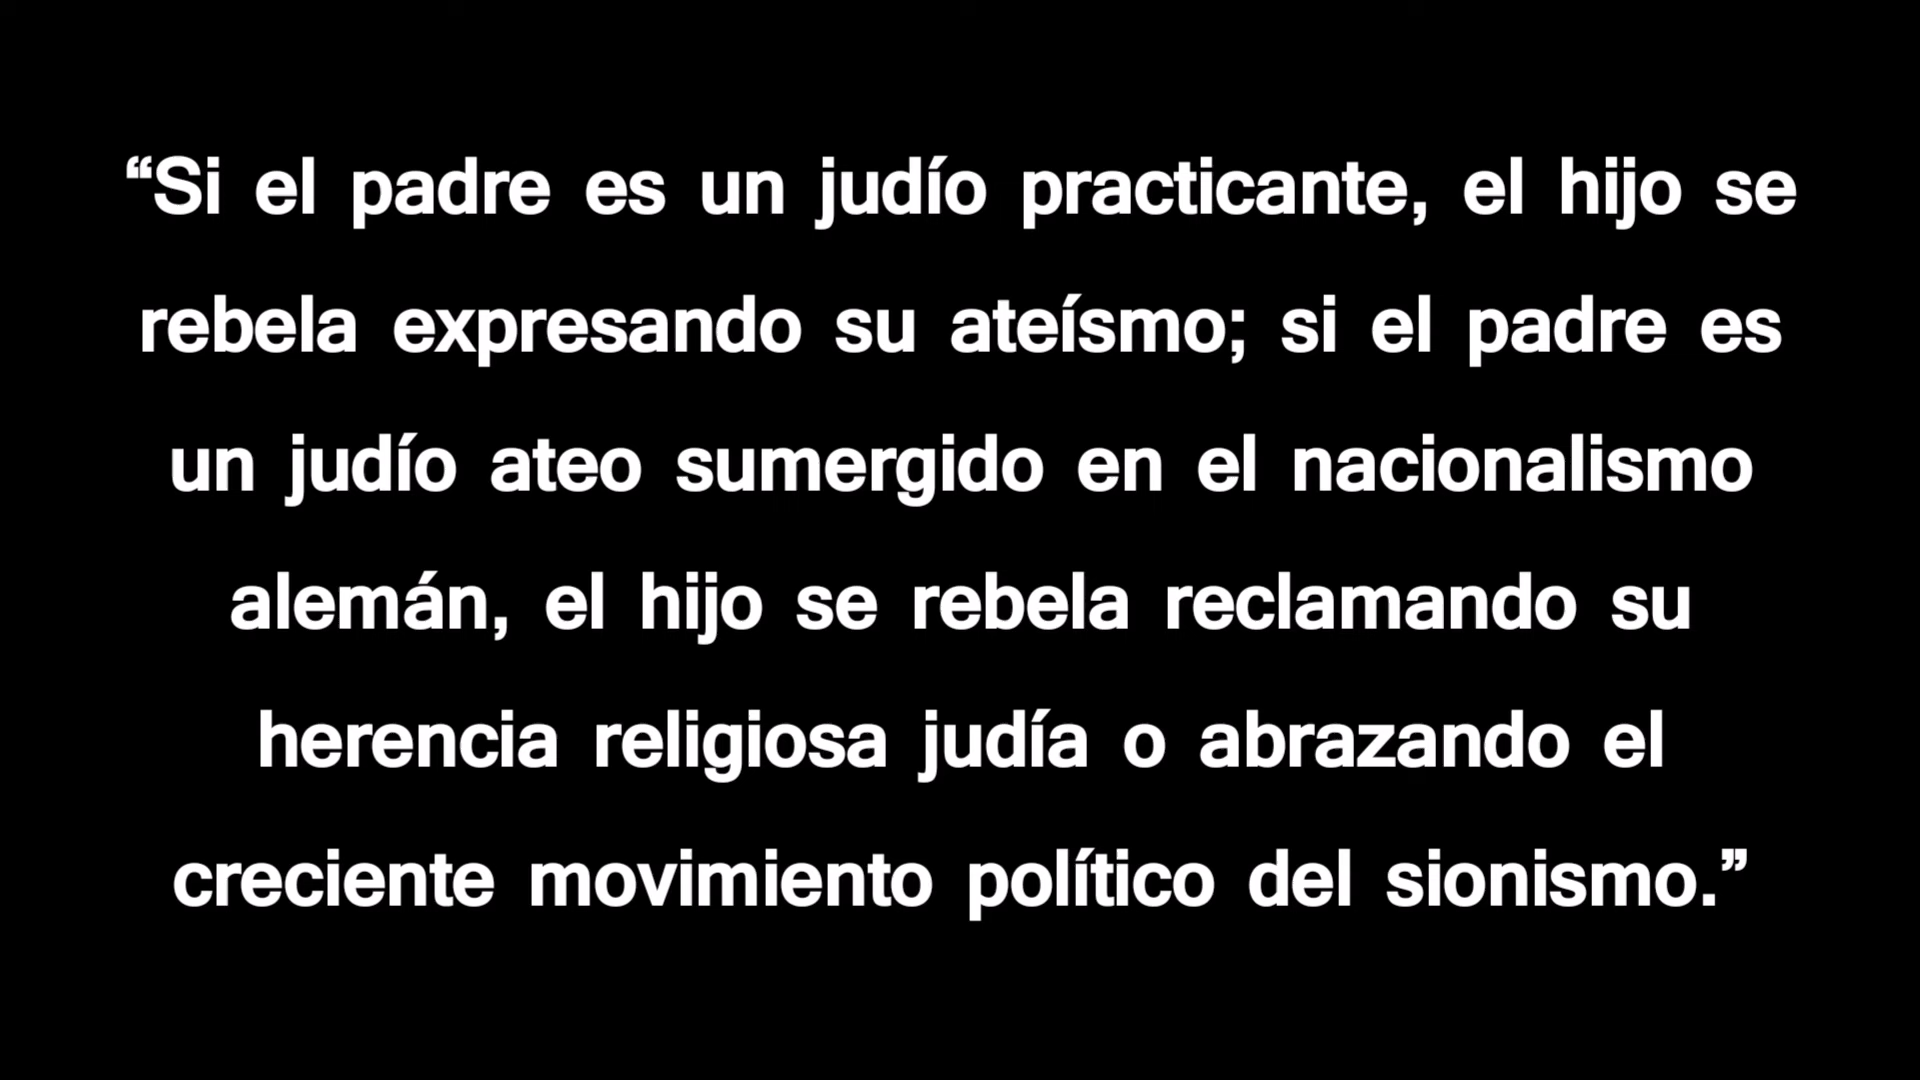 “Si el padre es un judío practicante, el hijo se
rebela expresando su ateísmo; si el padre es
un judío ateo sumergido en el nacionalismo
alemán, el hijo se rebela reclamando su
herencia religiosa judía o abrazando el
creciente movimiento político del sionismo.”